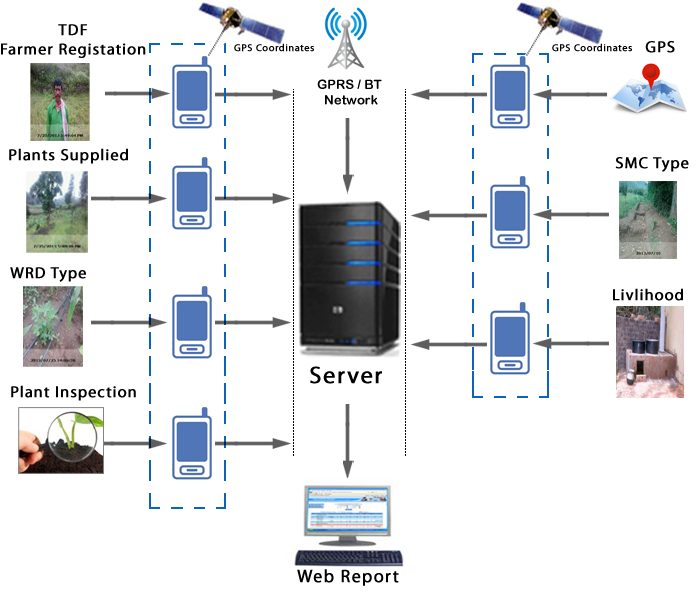 TDF
Farmer Registation
GPS Coordinates
GPRS / BT
Network
GPS Coordinates
GPS
Plants Supplied
SMC Type
WRD Type
Livlihood
Plant Inspection
Server
Web Report